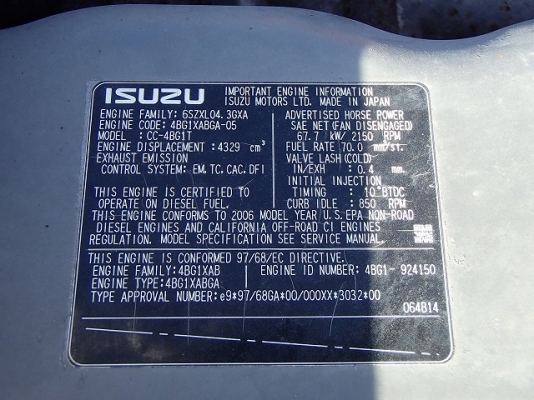 ISUZU
IMPORTANT ENGINE INFORMATION
ISUZU MOTORS LTD. MADE IN JAPAN
ENGINE FAMILY: 6SZXL04.3GXA
ENGINE CODE: 4BG1XABGA-05
MODEL: CC-4BG1T
ENGINE DISPLACEMENT: 4329 cm³
EXHAUST EMISSION
CONTROL SYSTEM: EM, TC, CAC, DFI
THIS ENGINE IS CERTIFIED TO
OPERATE ON DIESEL FUEL.
ADVERTISED HORSE POWER
SAE NET (FAN DISENGAGED)
67.7 kW/ 2150 RPM
FUEL RATE 70.0 mm³/st.
VALVE LASH (COLD)
IN/EXH : 0.4 mm.
INITIAL INJECTION
TIMING : 10°BTDC
CURB IDLE: 850 RPM
THIS ENGINE CONFORMS TO 2006 MODEL YEAR U.S. EPA NON-ROAD
DIESEL ENGINES AND CALIFORNIA OFF-ROAD CI ENGINES
REGULATION. MODEL SPECIFICATION SEE SERVICE MANUAL.
THIS ENGINE IS CONFORMED 97/68/EC DIRECTIVE.
ENGINE FAMILY: 4BG1XAB
ENGINE ID NUMBER: 4BG1- 924150
ENGINE TYPE: 4BG1XABGA
TYPE APPROVAL NUMBER: e9*97/68GA*00/000XX*3032*00
064B14